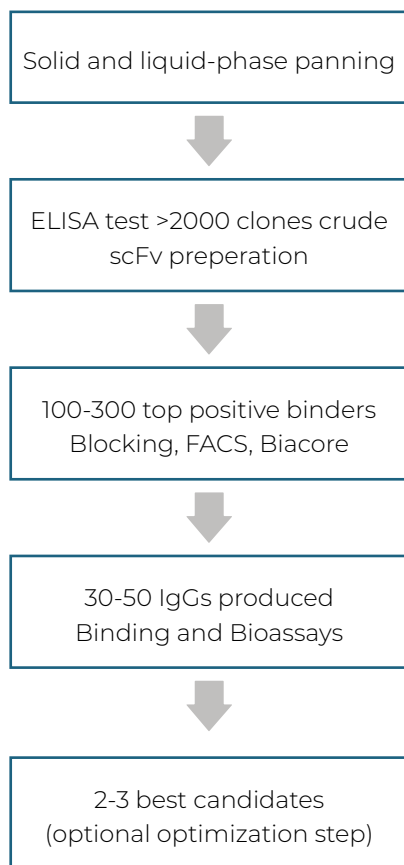 Solid and liquid-phase panning
ELISA test >2000 clones crude
scFv preperation
100-300 top positive binders
Blocking, FACS, Biacore
30-50 IgGs produced
Binding and Bioassays
2-3 best candidates
(optional optimization step)